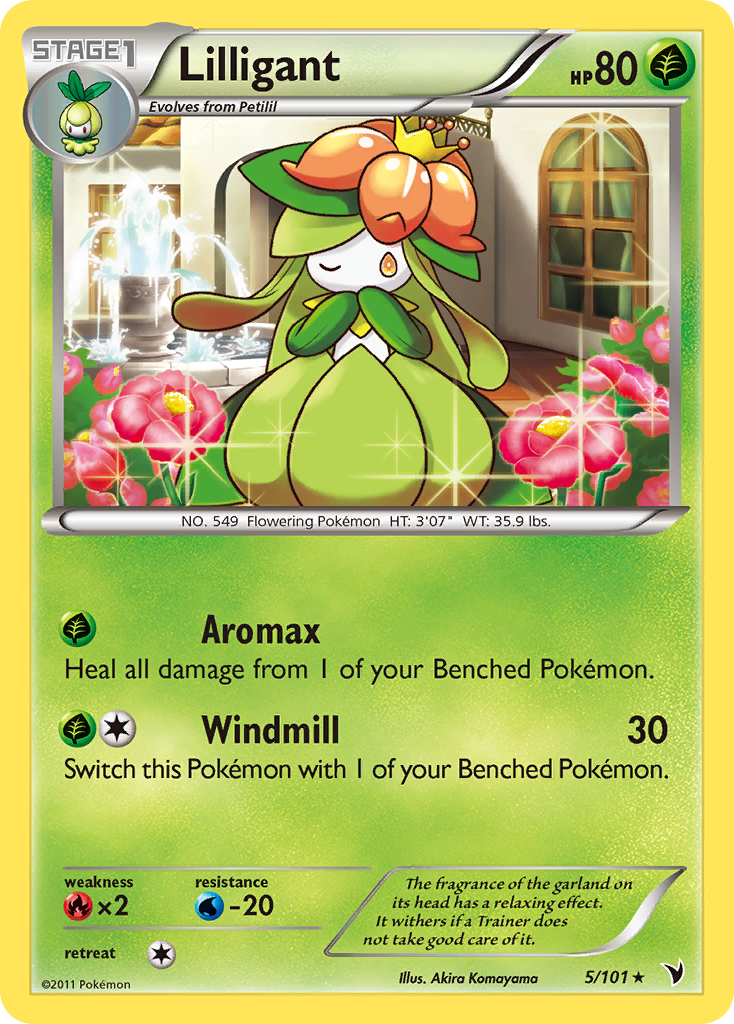 STAGE1
Lilligant
HP80
Evolves from Petilil
NO. 549 Flowering Pokémon HT: 3'07" WT: 35.9 lbs.
Aromax
Heal all damage from 1 of your Benched Pokémon.
Windmill 30
Switch this Pokémon with 1 of your Benched Pokémon.
weakness resistance
×2 -20
retreat
The fragrance of the garland on
its head has a relaxing effect.
It withers if a Trainer does
not take good care of it.
©2011 Pokémon
Illus. Akira Komayama
5/101 ★